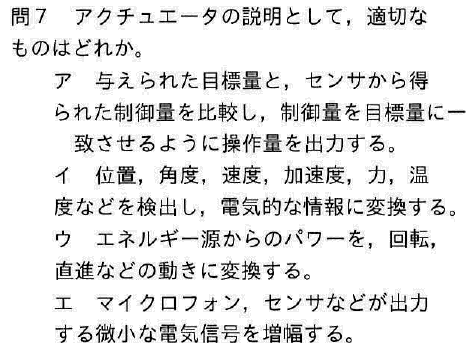 問７　アクチュエータの説明として，適切な
ものはどれか。
ア　与えられた目標量と，センサから得
られた制御量を比較し，制御量を目標量に一
致させるように操作量を出力する。
イ　位置，角度，速度，加速度，力，温
度などを検出し，電気的な情報に変換する。
ウ　エネルギー源からのパワーを，回転，
直進などの動きに変換する。
エ　マイクロフォン，センサなどが出力
する微小な電気信号を増幅する。